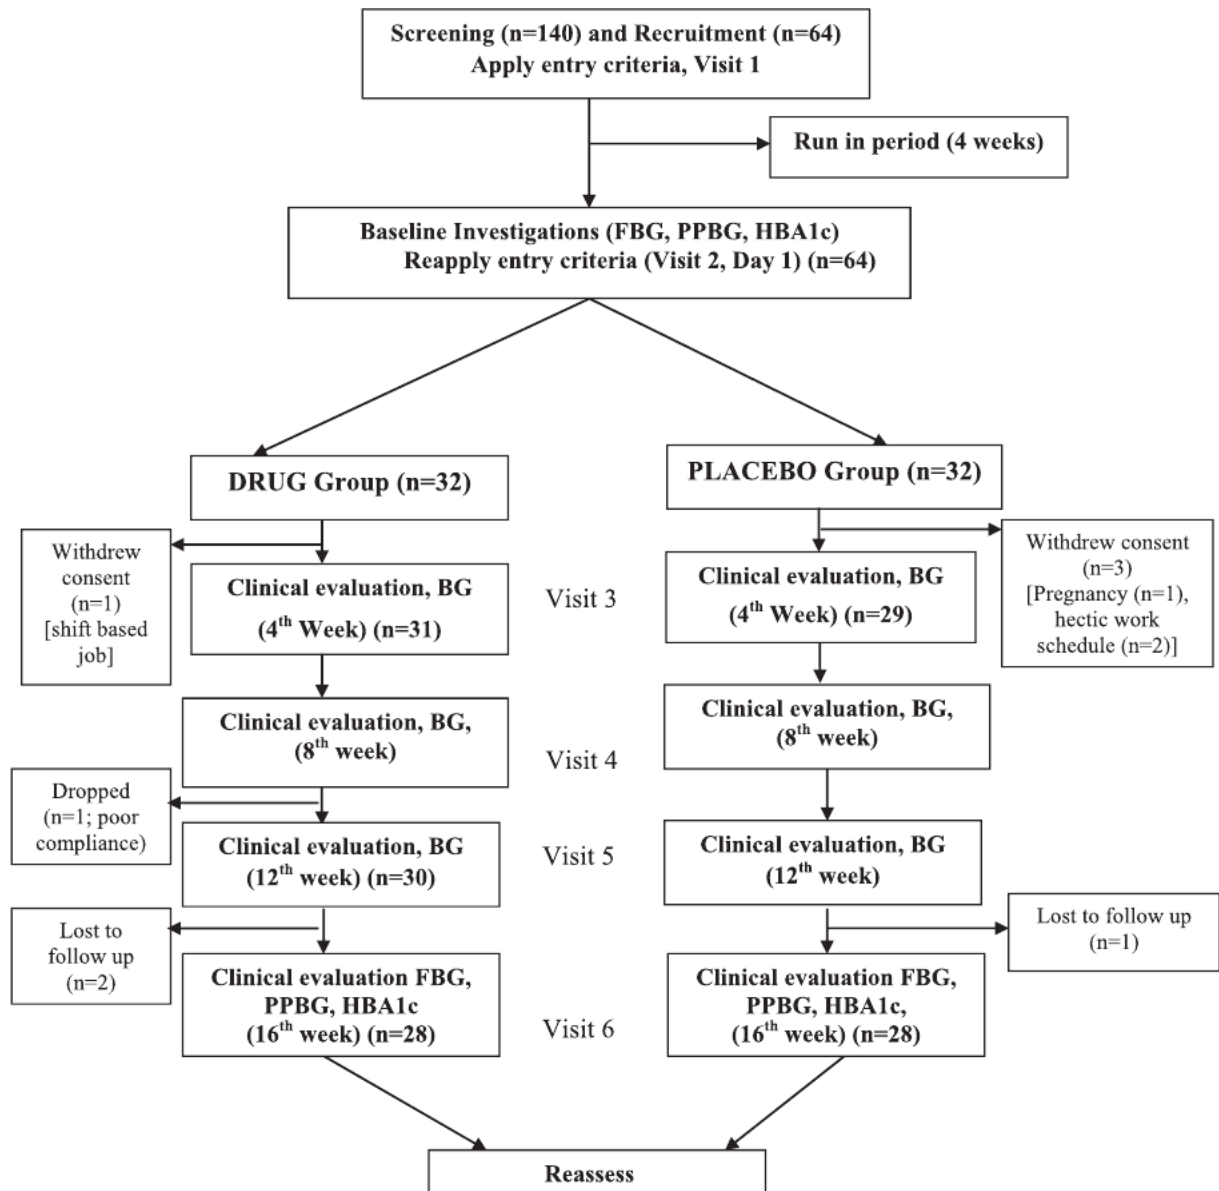 Screening (n=140) and Recruitment (n=64)
Apply entry criteria, Visit 1
Run in period (4 weeks)
Baseline Investigations (FBG, PPBG, HBA1c)
Reapply entry criteria (Visit 2, Day 1) (n=64)
DRUG Group (n=32)
PLACEBO Group (n=32)
Withdrew
consent
(n=1)
[shift based
job]
Clinical evaluation, BG
(4th Week) (n=31)
Visit 3
Clinical evaluation, BG
(4th Week) (n=29)
Withdrew consent
(n=3)
[Pregnancy (n=1),
hectic work
schedule (n=2)]
Clinical evaluation, BG,
(8th week)
Visit 4
Clinical evaluation, BG,
(8th week)
Dropped
(n=1; poor
compliance)
Clinical evaluation, BG
(12th week) (n=30)
Visit 5
Clinical evaluation, BG
(12th week)
Lost to
follow up
(n=2)
Lost to follow up
(n=1)
Clinical evaluation FBG,
PPBG, HBA1c
(16th week) (n=28)
Visit 6
Clinical evaluation FBG,
PPBG, HBA1c,
(16th week) (n=28)
Reassess